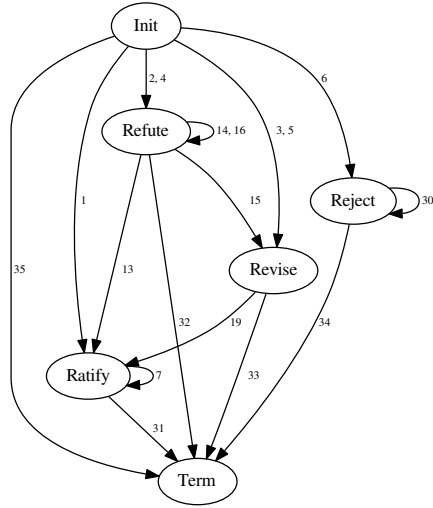 Init
2, 4
6
Refute
14, 16
3, 5
1
15
Reject
30
35
13
Revise
32
19
34
Ratify
7
33
31
Term